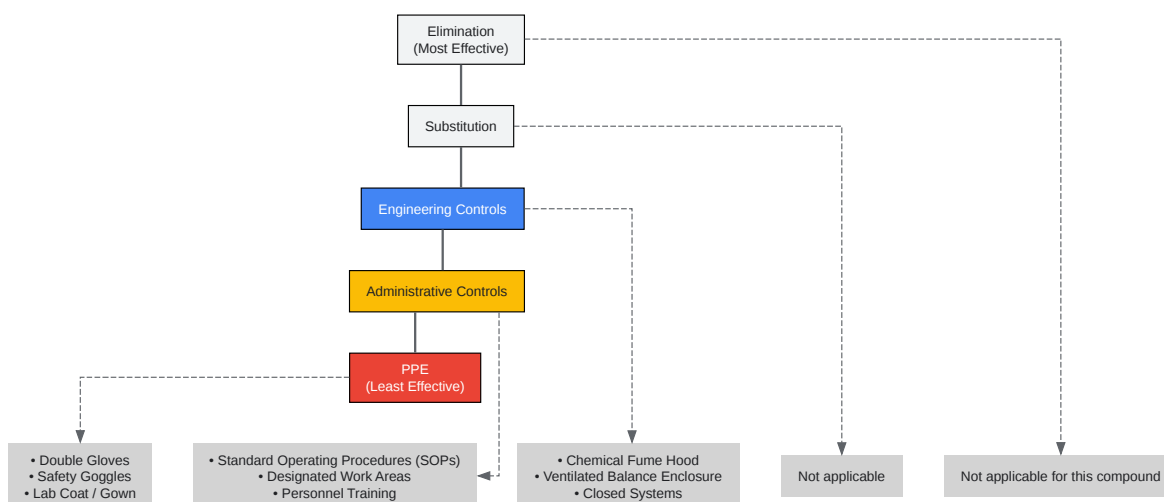 Elimination
(Most Effective)
Substitution
Engineering Controls
Administrative Controls
PPE
(Least Effective)
• Double Gloves
• Safety Goggles
• Lab Coat / Gown
• Standard Operating Procedures (SOPs)
• Designated Work Areas
• Personnel Training
• Chemical Fume Hood
• Ventilated Balance Enclosure
• Closed Systems
Not applicable
Not applicable for this compound